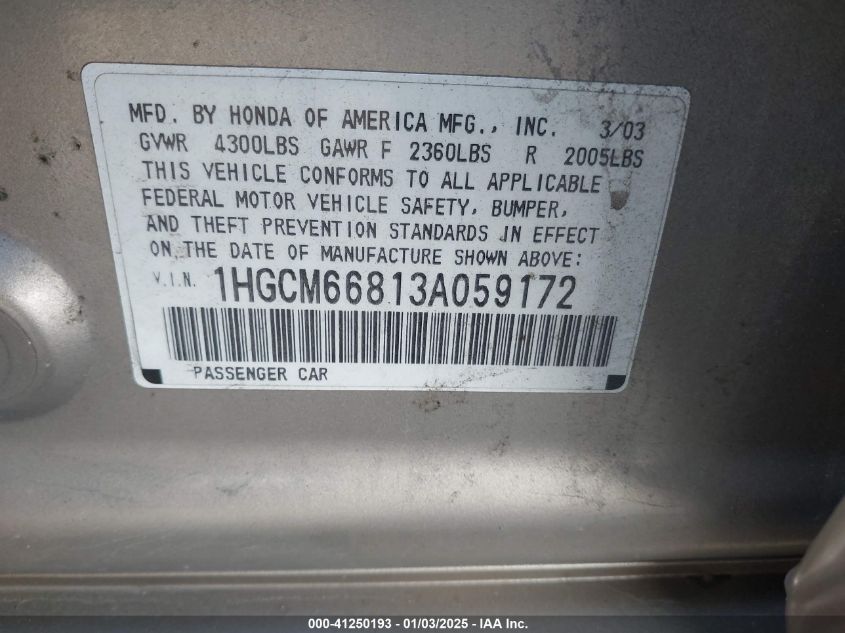 MFD. BY HONDA OF AMERICA MFG., INC. 3/03
GVWR 4300LBS GAWR F 2360LBS R 2005LBS
THIS VEHICLE CONFORMS TO ALL APPLICABLE
FEDERAL MOTOR VEHICLE SAFETY, BUMPER,
AND THEFT PREVENTION STANDARDS IN EFFECT
ON THE DATE OF MANUFACTURE SHOWN ABOVE:
V.I.N. 1HGCM66813A059172
PASSENGER CAR
000-41250193 - 01/03/2025 - IAA Inc.